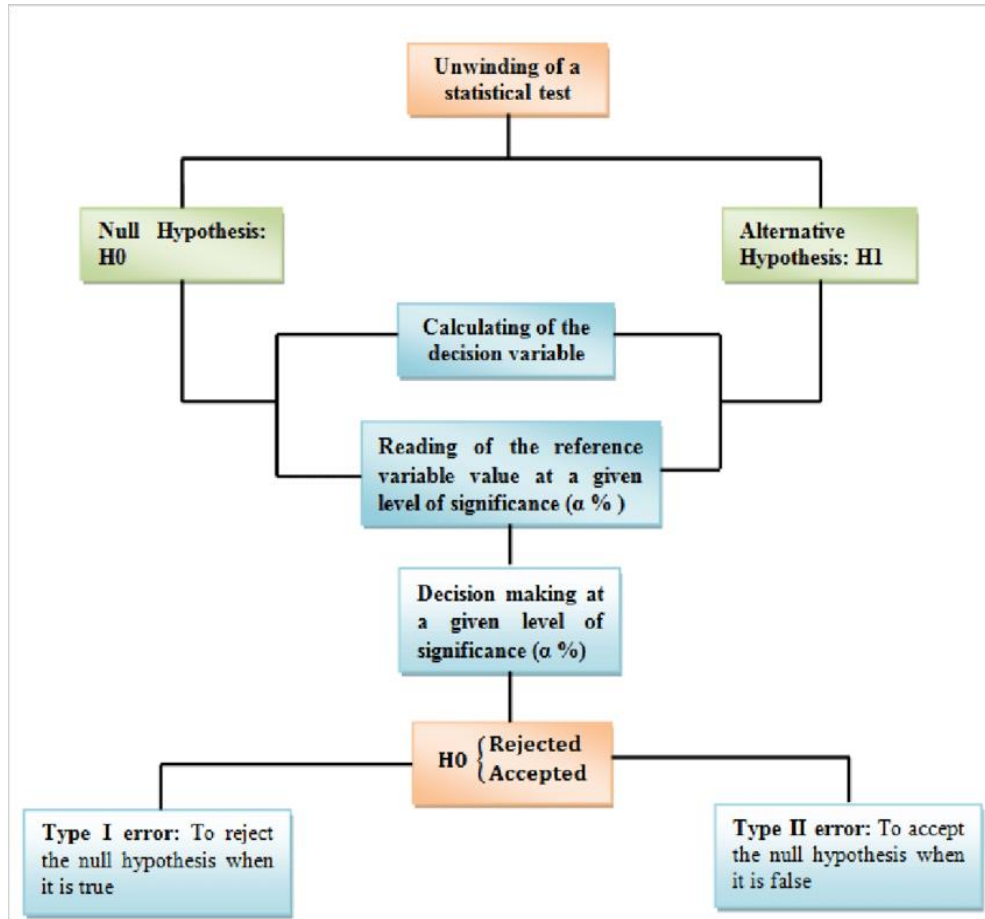 Unwinding of a
statistical test
Null Hypothesis:
H0
Alternative
Hypothesis: H1
Calculating of the
decision variable
Reading of the reference
variable value at a given
level of significance (α % )
Decision making at
a given level of
significance (α %)
H0 { Rejected
Accepted
Type I error: To reject
the null hypothesis when
it is true
Type II error: To accept
the null hypothesis when
it is false